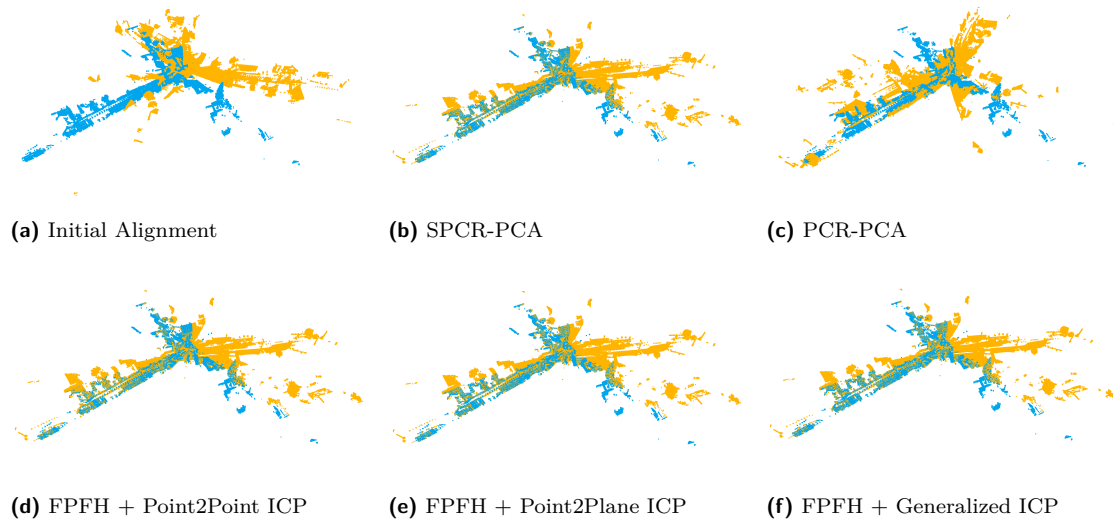 (a) Initial Alignment
(b) SPCR-PCA
(c) PCR-PCA
(d) FPFH + Point2Point ICP
(e) FPFH + Point2Plane ICP
(f) FPFH + Generalized ICP